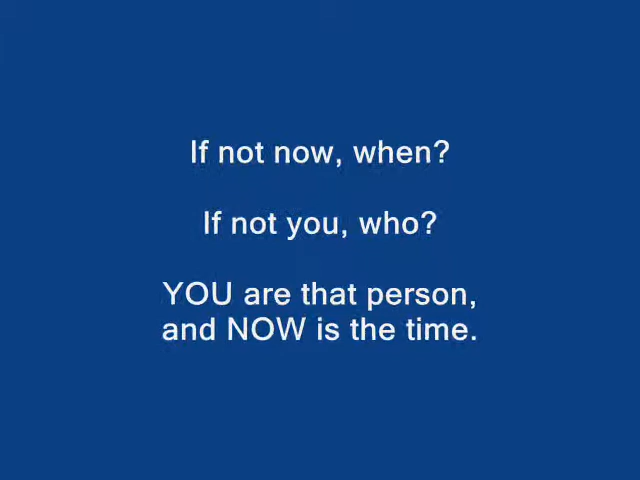 If not now, when?
If not you, who?
YOU are that person,
and NOW is the time.